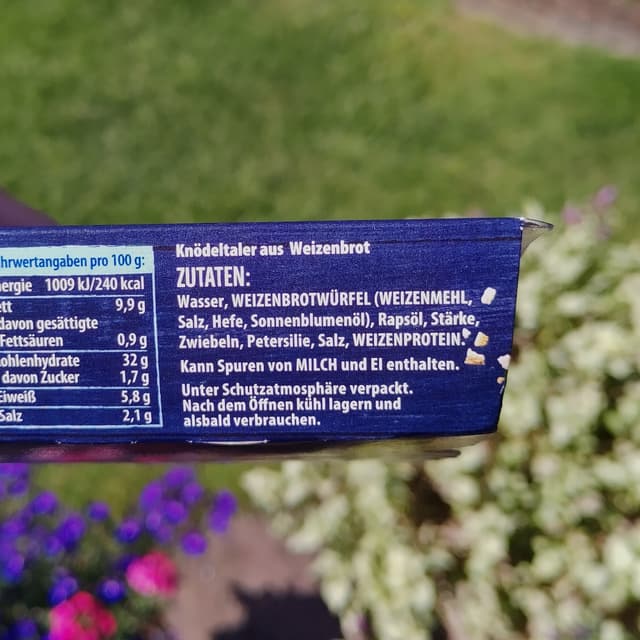 hrwertangaben pro 100 g:
nergie 1009 kJ/240 kcal
ett 9,9 g
davon gesättigte
Fettsäuren 0,9 g
ohlenhydrate 32 g
davon Zucker 1,7 g
Eiweiß 5,8 g
Salz 2,1 g
Knödeltaler aus Weizenbrot
ZUTATEN:
Wasser, WEIZENBROTWÜRFEL (WEIZENMEHL,
Salz, Hefe, Sonnenblumenöl), Rapsöl, Stärke,
Zwiebeln, Petersilie, Salz, WEIZENPROTEIN.
Kann Spuren von MILCH und EI enthalten.
Unter Schutzatmosphäre verpackt.
Nach dem Öffnen kühl lagern und
alsbald verbrauchen.